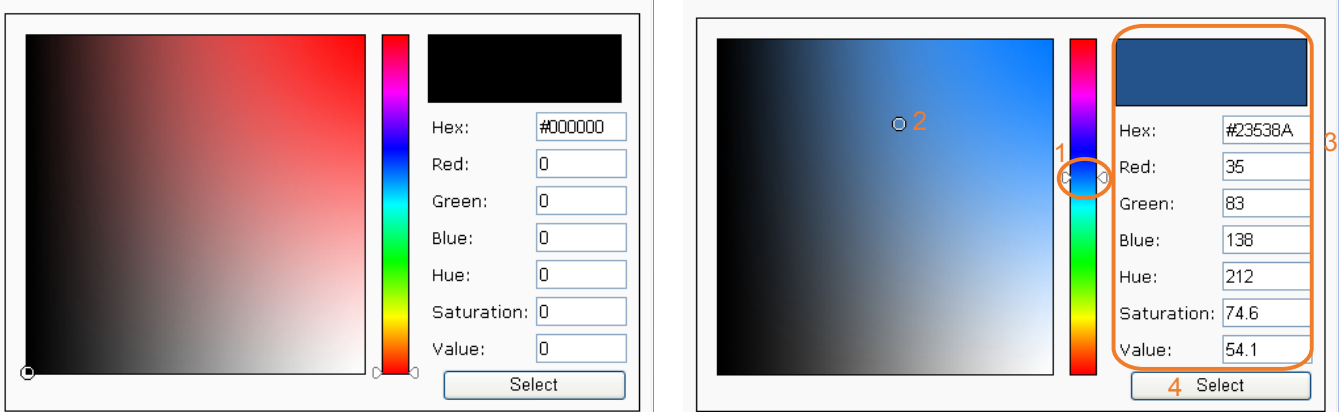 Hex: #000000
Red: 0
Green: 0
Blue: 0
Hue: 0
Saturation: 0
Value: 0
Select
2
1
3
Hex: #23538A
Red: 35
Green: 83
Blue: 138
Hue: 212
Saturation: 74.6
Value: 54.1
4 Select